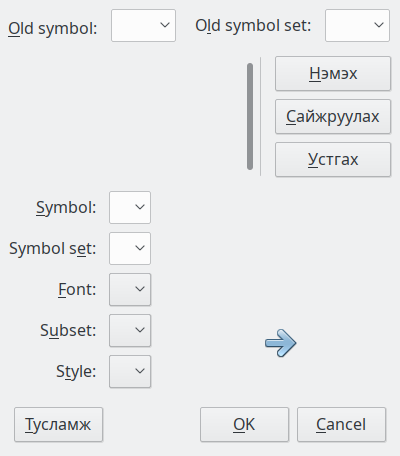 Old symbol: Old symbol set:
Нэмэх
Сайжруулах
Устгах
Symbol:
Symbol set:
Font:
Subset:
Style:
Тусламж OK Cancel